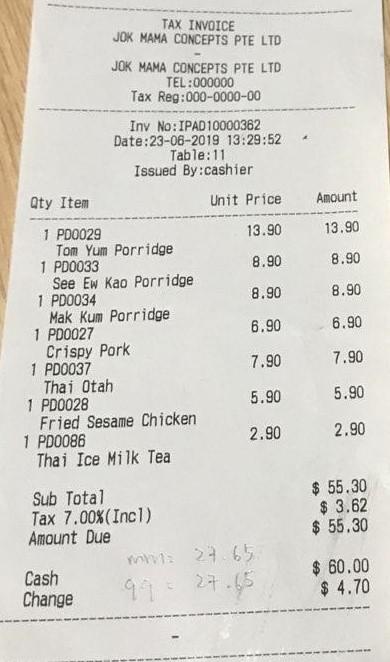 TAX INVOICE
JOK MAMA CONCEPTS PTE LTD
-
JOK MAMA CONCEPTS PTE LTD
TEL:000000
Tax Reg:000-0000-00
Inv No:IPAD10000362
Date:23-06-2019 13:29:52
Table:11
Issued By:cashier
Qty Item Unit Price Amount
1 PD0029 13.90 13.90
Tom Yum Porridge
1 PD0033 8.90 8.90
See Ew Kao Porridge
1 PD0034 8.90 8.90
Mak Kum Porridge
1 PD0027 6.90 6.90
Crispy Pork
1 PD0037 7.90 7.90
Thai Otah
1 PD0028 5.90 5.90
Fried Sesame Chicken
1 PD0086 2.90 2.90
Thai Ice Milk Tea
Sub Total $ 55.30
Tax 7.00%(Incl) $ 3.62
Amount Due $ 55.30
27.65
Cash $ 60.00
27.65
Change $ 4.70
-